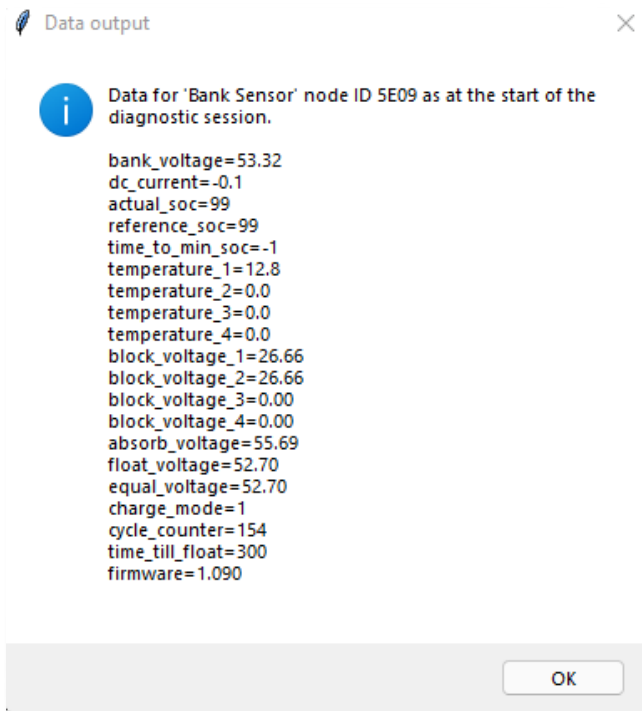 Data output
Data for 'Bank Sensor' node ID 5E09 as at the start of the
diagnostic session.
bank_voltage=53.32
dc_current=-0.1
actual_soc=99
reference_soc=99
time_to_min_soc=-1
temperature_1=12.8
temperature_2=0.0
temperature_3=0.0
temperature_4=0.0
block_voltage_1=26.66
block_voltage_2=26.66
block_voltage_3=0.00
block_voltage_4=0.00
absorb_voltage=55.69
float_voltage=52.70
equal_voltage=52.70
charge_mode=1
cycle_counter=154
time_till_float=300
firmware=1.090
OK